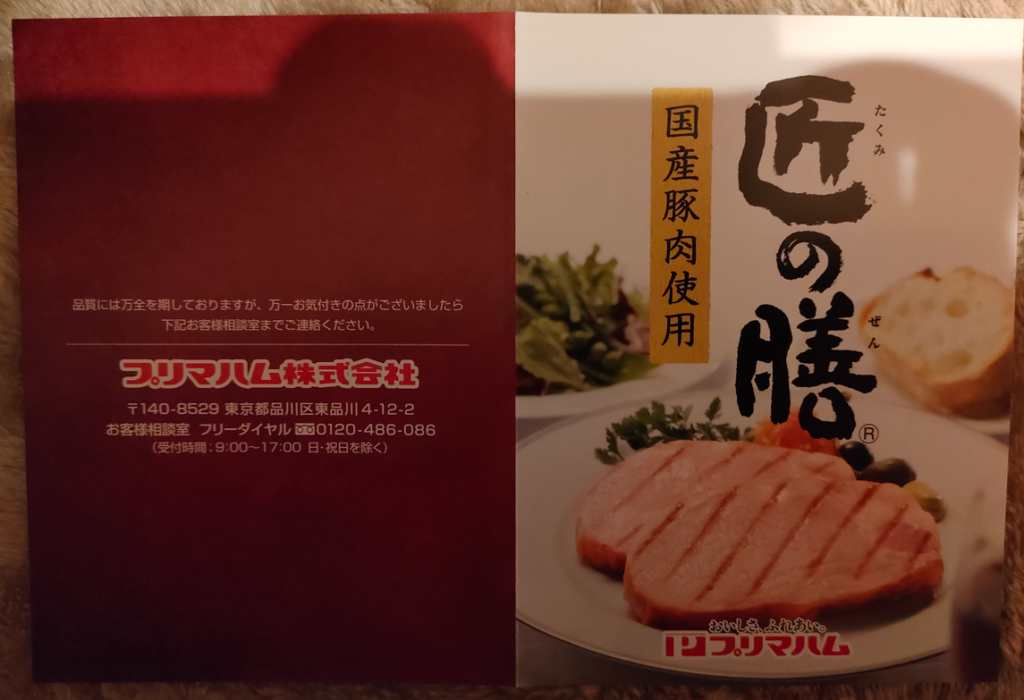 品質には万全を期しておりますが、万一お気付きの点がございましたら
下記お客様相談室までご連絡ください。
プリマハム株式会社
〒140-8529 東京都品川区東品川4-12-2
お客様相談室 フリーダイヤル 0120-486-086
(受付時間:9:00〜17:00 日・祝日を除く)
匠の膳®
たくみ
ぜん
国産豚肉使用
おいしさ、ふれあい。
プリマハム